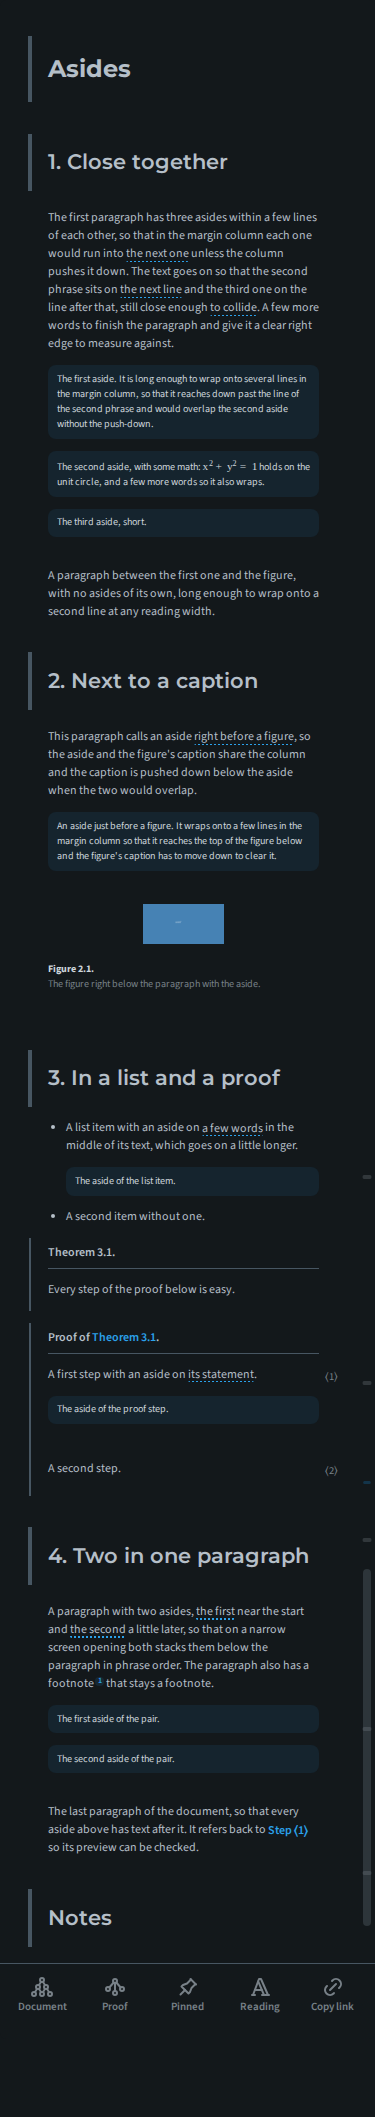 Asides
1. Close together
The first paragraph has three asides within a few lines
of each other, so that in the margin column each one
would run into the next one unless the column
pushes it down. The text goes on so that the second
phrase sits on the next line and the third one on the
line after that, still close enough to collide. A few more
words to finish the paragraph and give it a clear right
edge to measure against.
The first aside. It is long enough to wrap onto several lines in
the margin column, so that it reaches down past the line of
the second phrase and would overlap the second aside
without the push-down.
The second aside, with some math: x² + y² = 1 holds on the
unit circle, and a few more words so it also wraps.
The third aside, short.
A paragraph between the first one and the figure,
with no asides of its own, long enough to wrap onto a
second line at any reading width.
2. Next to a caption
This paragraph calls an aside right before a figure, so
the aside and the figure's caption share the column
and the caption is pushed down below the aside
when the two would overlap.
An aside just before a figure. It wraps onto a few lines in the
margin column so that it reaches the top of the figure below
and the figure's caption has to move down to clear it.
Figure 2.1.
The figure right below the paragraph with the aside.
3. In a list and a proof
• A list item with an aside on a few words in the
middle of its text, which goes on a little longer.
The aside of the list item.
• A second item without one.
Theorem 3.1.
Every step of the proof below is easy.
Proof of Theorem 3.1.
A first step with an aside on its statement. ⟨1⟩
The aside of the proof step.
A second step. ⟨2⟩
4. Two in one paragraph
A paragraph with two asides, the first near the start
and the second a little later, so that on a narrow
screen opening both stacks them below the
paragraph in phrase order. The paragraph also has a
footnote 1 that stays a footnote.
The first aside of the pair.
The second aside of the pair.
The last paragraph of the document, so that every
aside above has text after it. It refers back to Step ⟨1⟩
so its preview can be checked.
Notes
Document Proof Pinned Reading Copy link